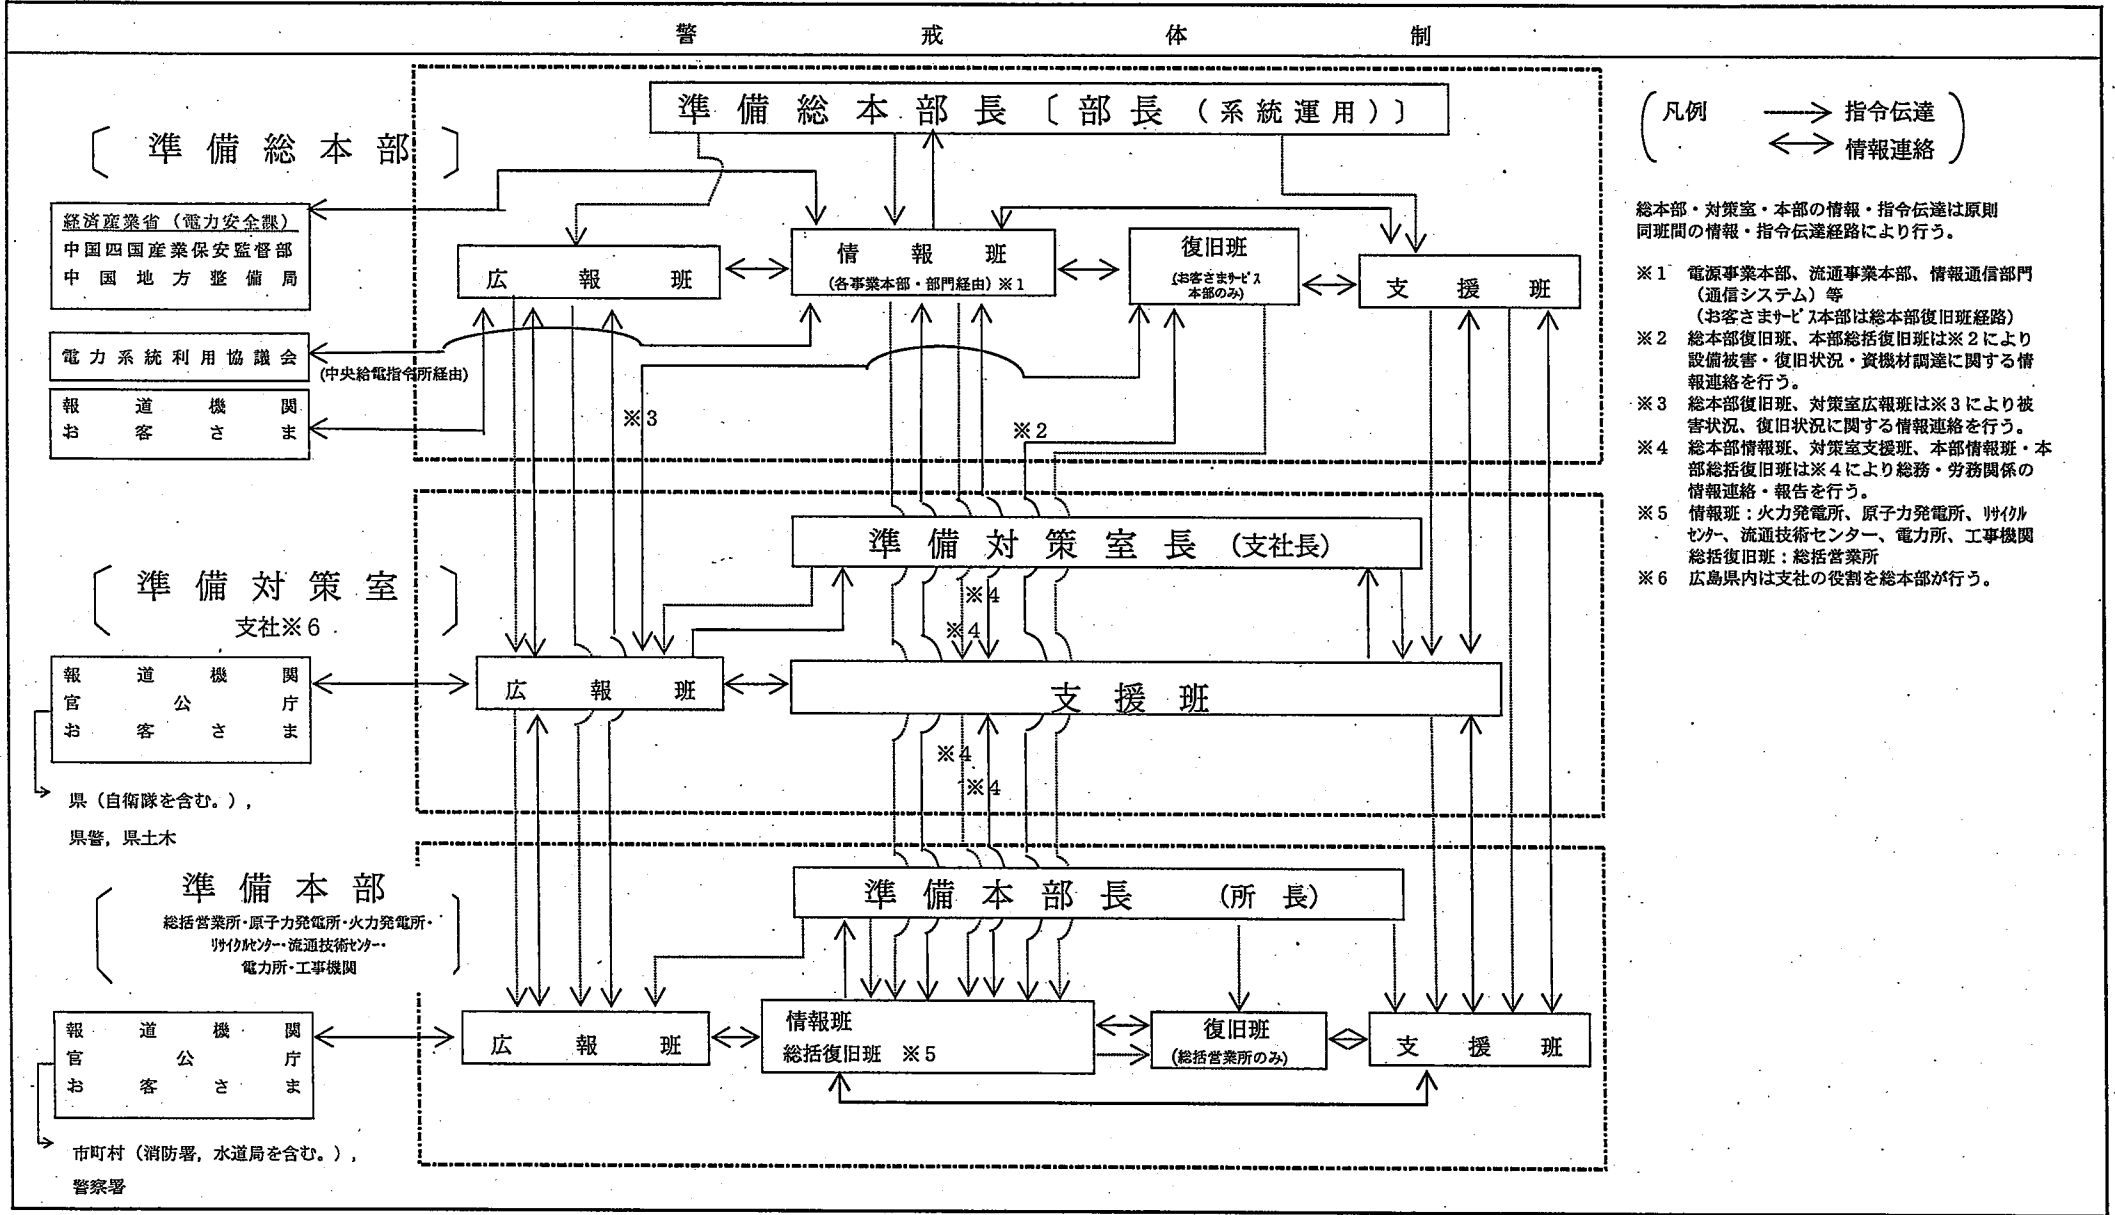 警戒体制
準備総本部長〔部長（系統運用）〕
〔準備総本部〕
経済産業省（電力安全課）
中国四国産業保安監督部
中国地方整備局
電力系統利用協議会
(中央給電指令所経由)
報道機関
お客さま
広報班
情報班
(各事業本部・部門経由)※1
復旧班
(お客さまサービス
本部のみ)
支援班
※3
※2
準備対策室長（支社長）
〔準備対策室〕
支社※6
※4
※4
報道機関
官公庁
お客さま
広報班
支援班
※4
※4
県（自衛隊を含む。），
県警，県土木
準備本部長（所長）
準備本部
総括営業所・原子力発電所・火力発電所・
リサイクルセンター・流通技術センター・
電力所・工事機関
報道機関
官公庁
お客さま
広報班
情報班
総括復旧班 ※5
復旧班
(総括営業所のみ)
支援班
市町村（消防署，水道局を含む。），
警察署
凡例 → 指令伝達
↔ 情報連絡
総本部・対策室・本部の情報・指令伝達は原則
同班間の情報・指令伝達経路により行う。
※1 電源事業本部、流通事業本部、情報通信部門
（通信システム）等
（お客さまサービス本部は総本部復旧班経路）
※2 総本部復旧班、本部総括復旧班は※2により
設備被害・復旧状況・資機材調達に関する情
報連絡を行う。
※3 総本部復旧班、対策室広報班は※3により被
害状況、復旧状況に関する情報連絡を行う。
※4 総本部情報班、対策室支援班、本部情報班・本
部総括復旧班は※4により総務・労務関係の
情報連絡・報告を行う。
※5 情報班：火力発電所、原子力発電所、リサイクル
センター、流通技術センター、電力所、工事機関
総括復旧班：総括営業所
※6 広島県内は支社の役割を総本部が行う。